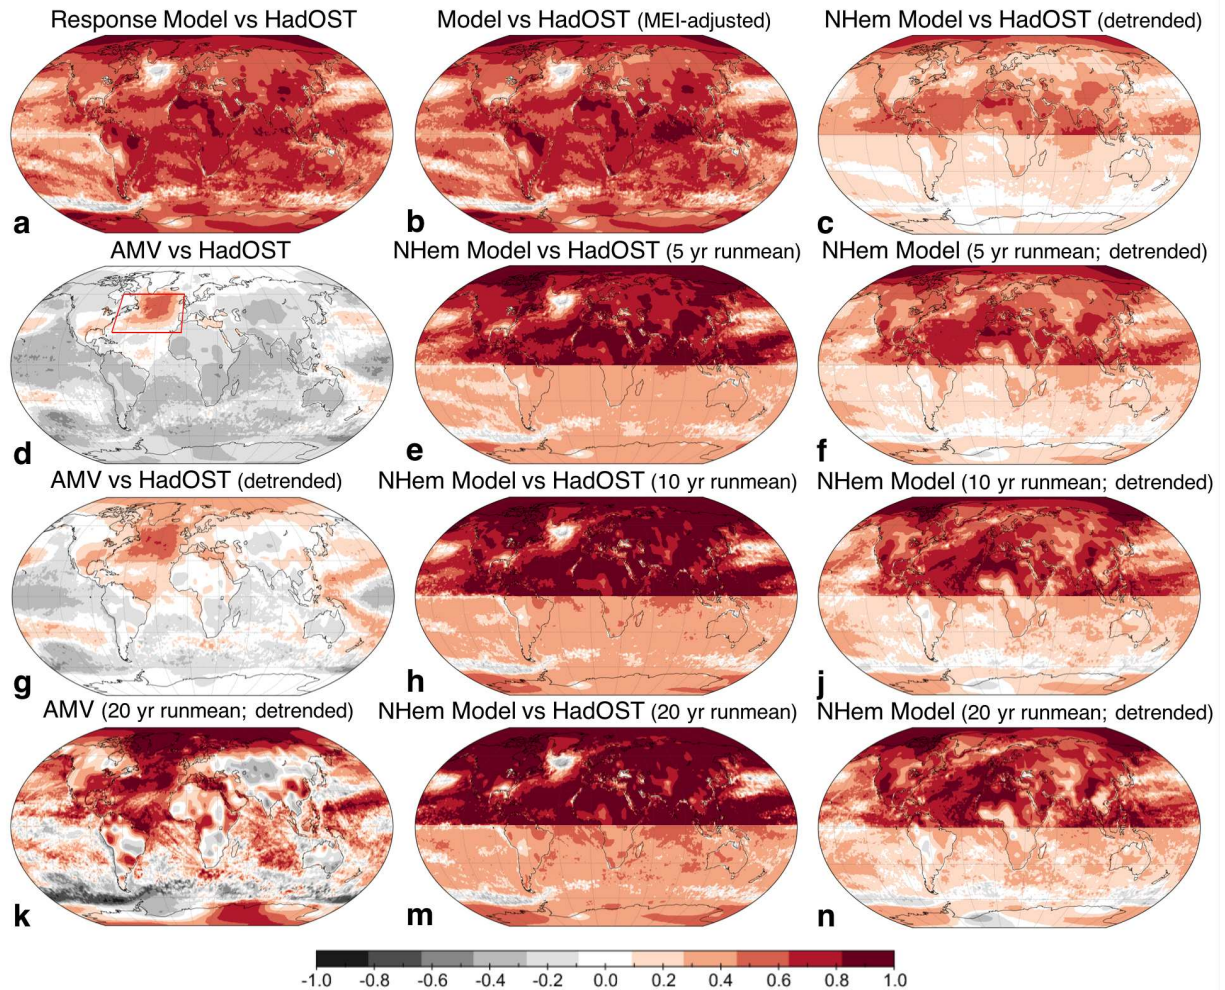 Response Model vs HadOST
Model vs HadOST (MEI-adjusted)
NHem Model vs HadOST (detrended)
a
b
c
AMV vs HadOST
NHem Model vs HadOST (5 yr runmean)
NHem Model (5 yr runmean; detrended)
d
e
f
AMV vs HadOST (detrended)
NHem Model vs HadOST (10 yr runmean)
NHem Model (10 yr runmean; detrended)
g
h
j
AMV (20 yr runmean; detrended)
NHem Model vs HadOST (20 yr runmean)
NHem Model (20 yr runmean; detrended)
k
m
n
-1.0 -0.8 -0.6 -0.4 -0.2 0.0 0.2 0.4 0.6 0.8 1.0